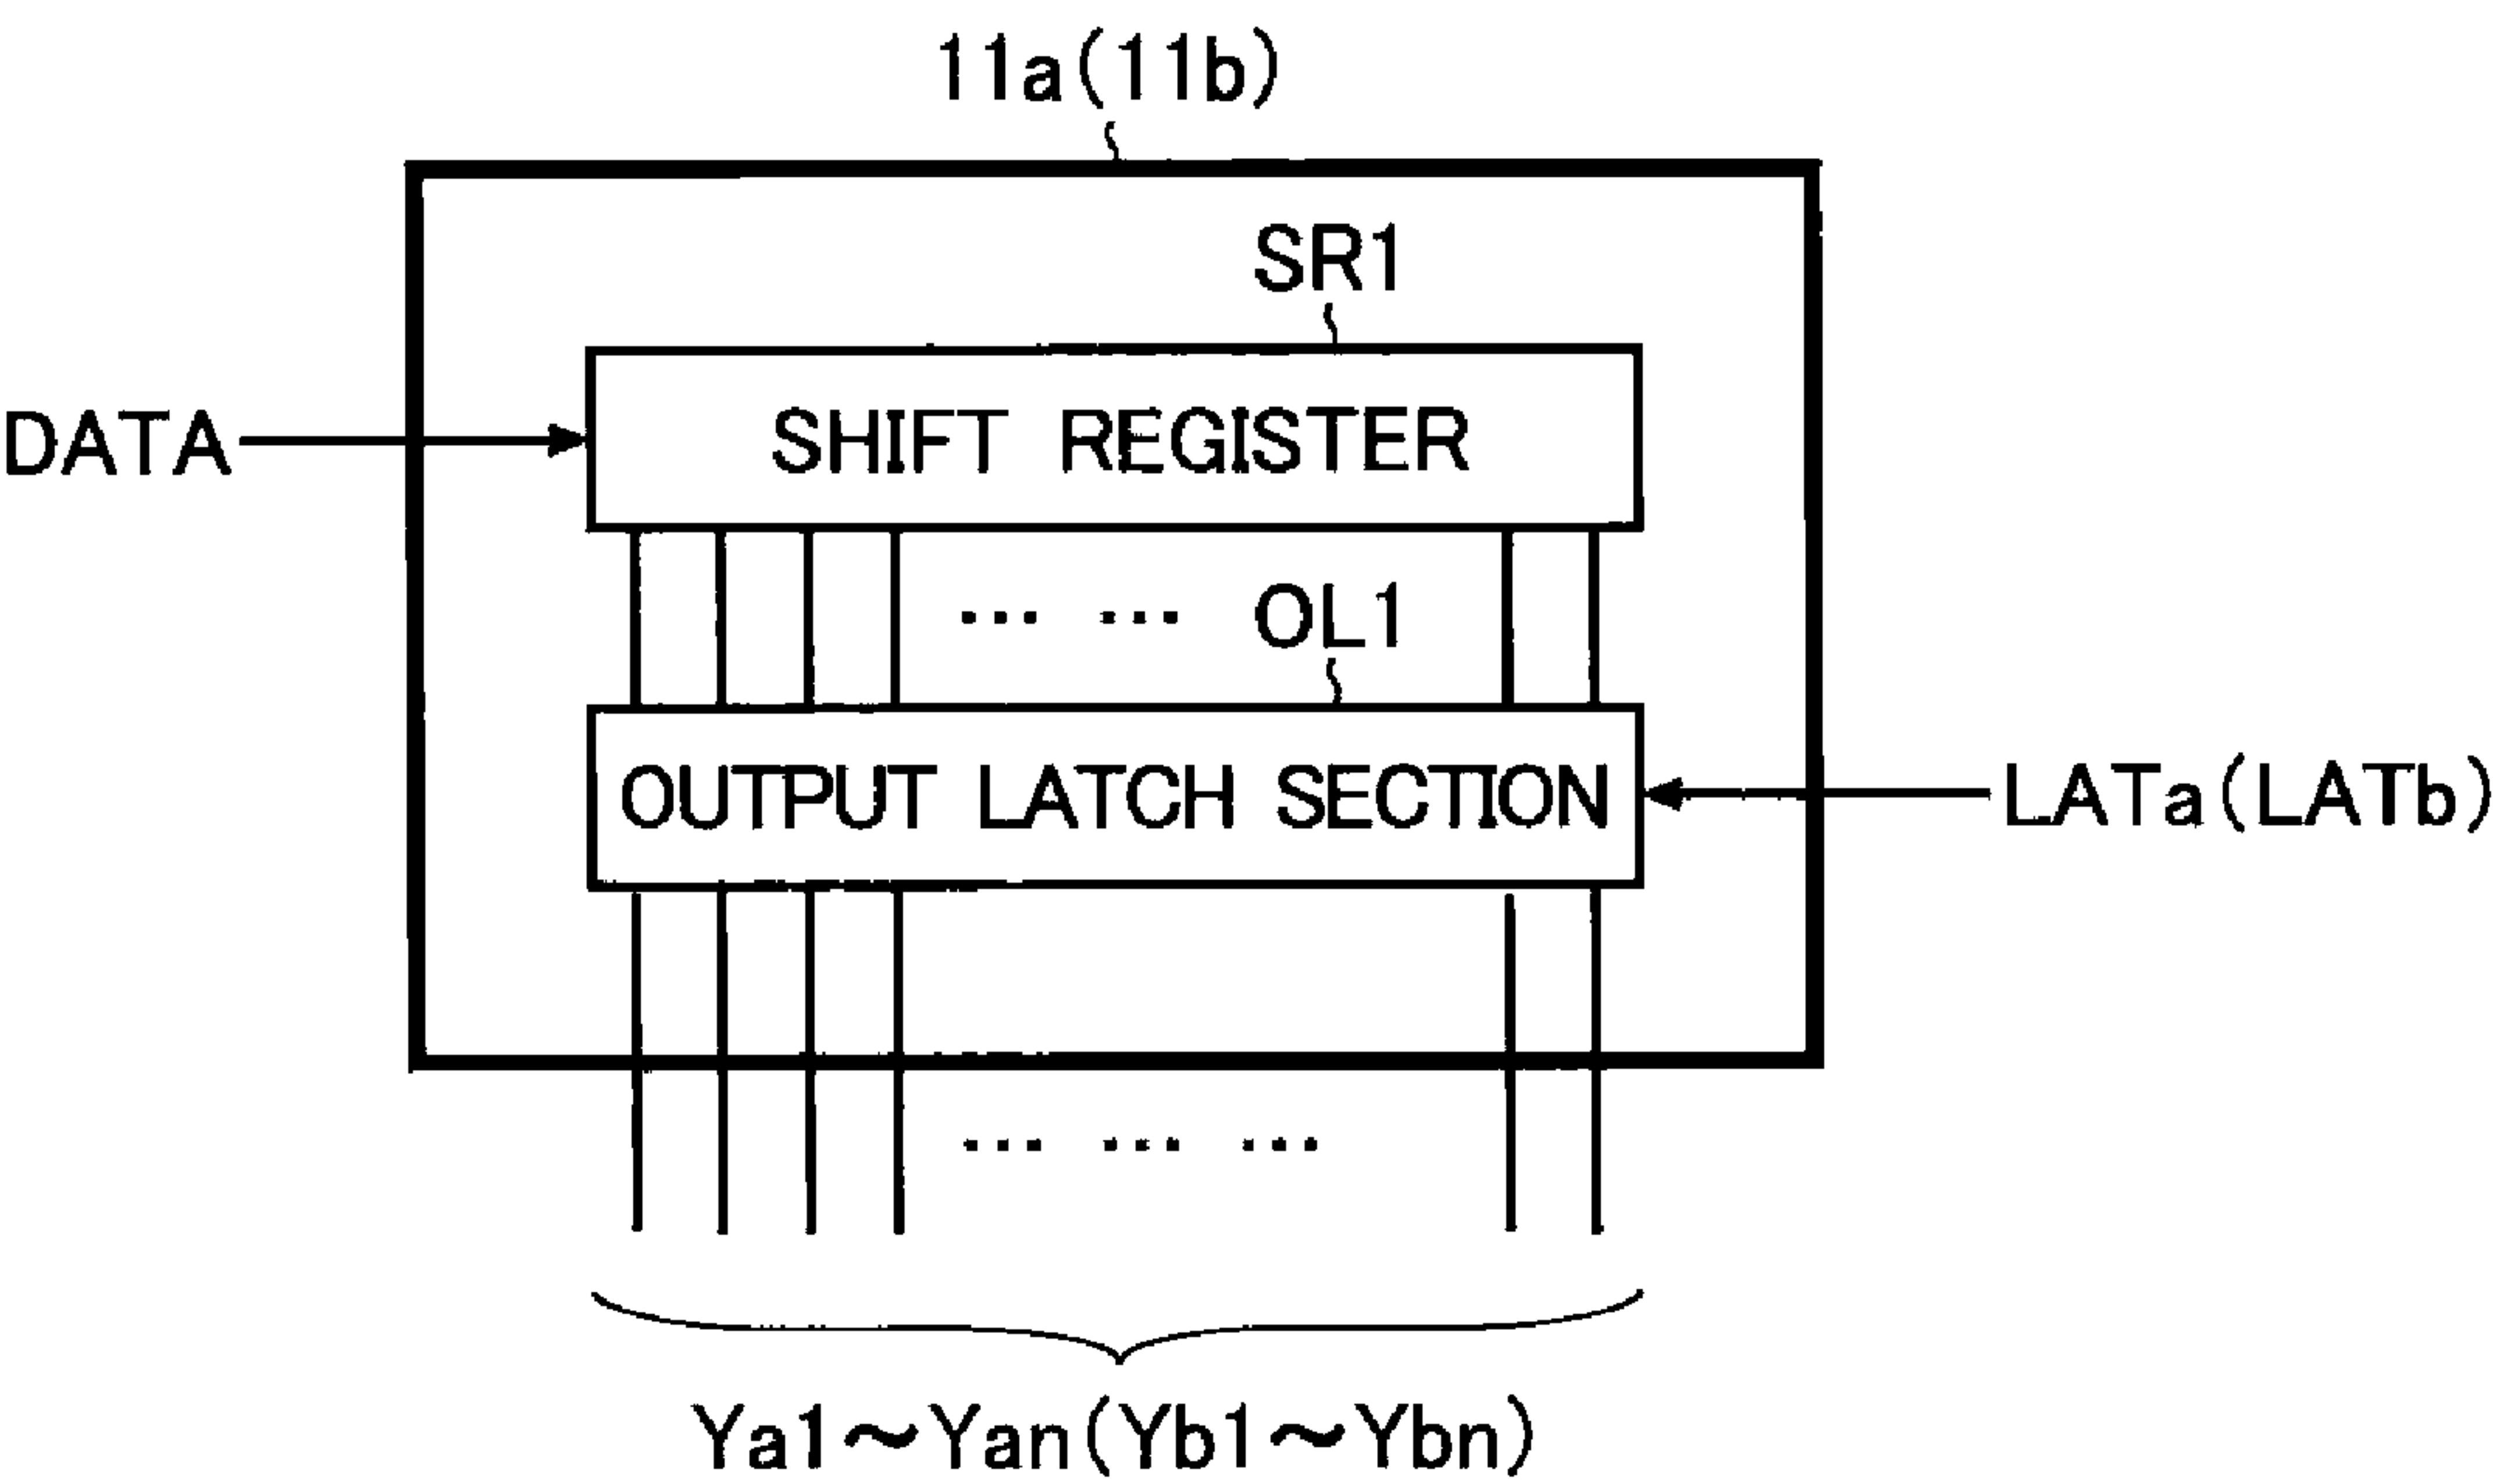 11a(11b)
SR1
DATA
SHIFT REGISTER
... ... OL1
OUTPUT LATCH SECTION
LATa(LATb)
... ... ...
Ya1～Yan(Yb1～Ybn)